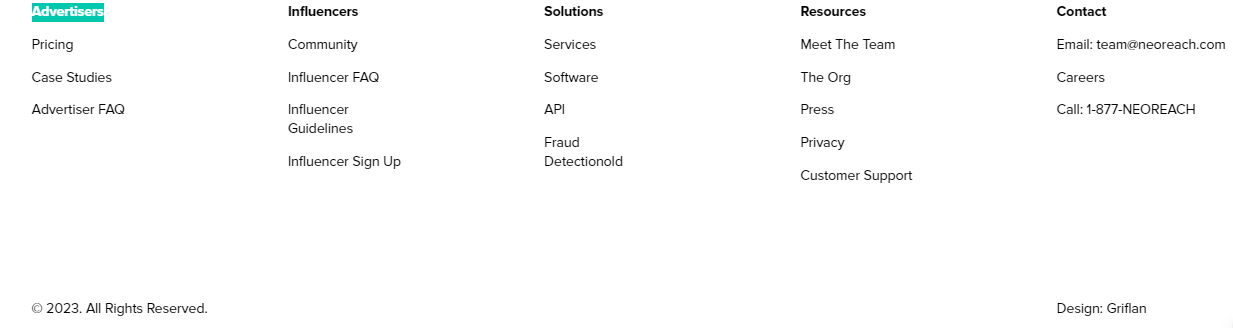 Advertisers
Pricing
Case Studies
Advertiser FAQ
Influencers
Community
Influencer FAQ
Influencer
Guidelines
Influencer Sign Up
Solutions
Services
Software
API
Fraud
Detectionold
Resources
Meet The Team
The Org
Press
Privacy
Customer Support
Contact
Email: team@neoreach.com
Careers
Call: 1-877-NEOREACH
© 2023. All Rights Reserved.
Design: Griflan